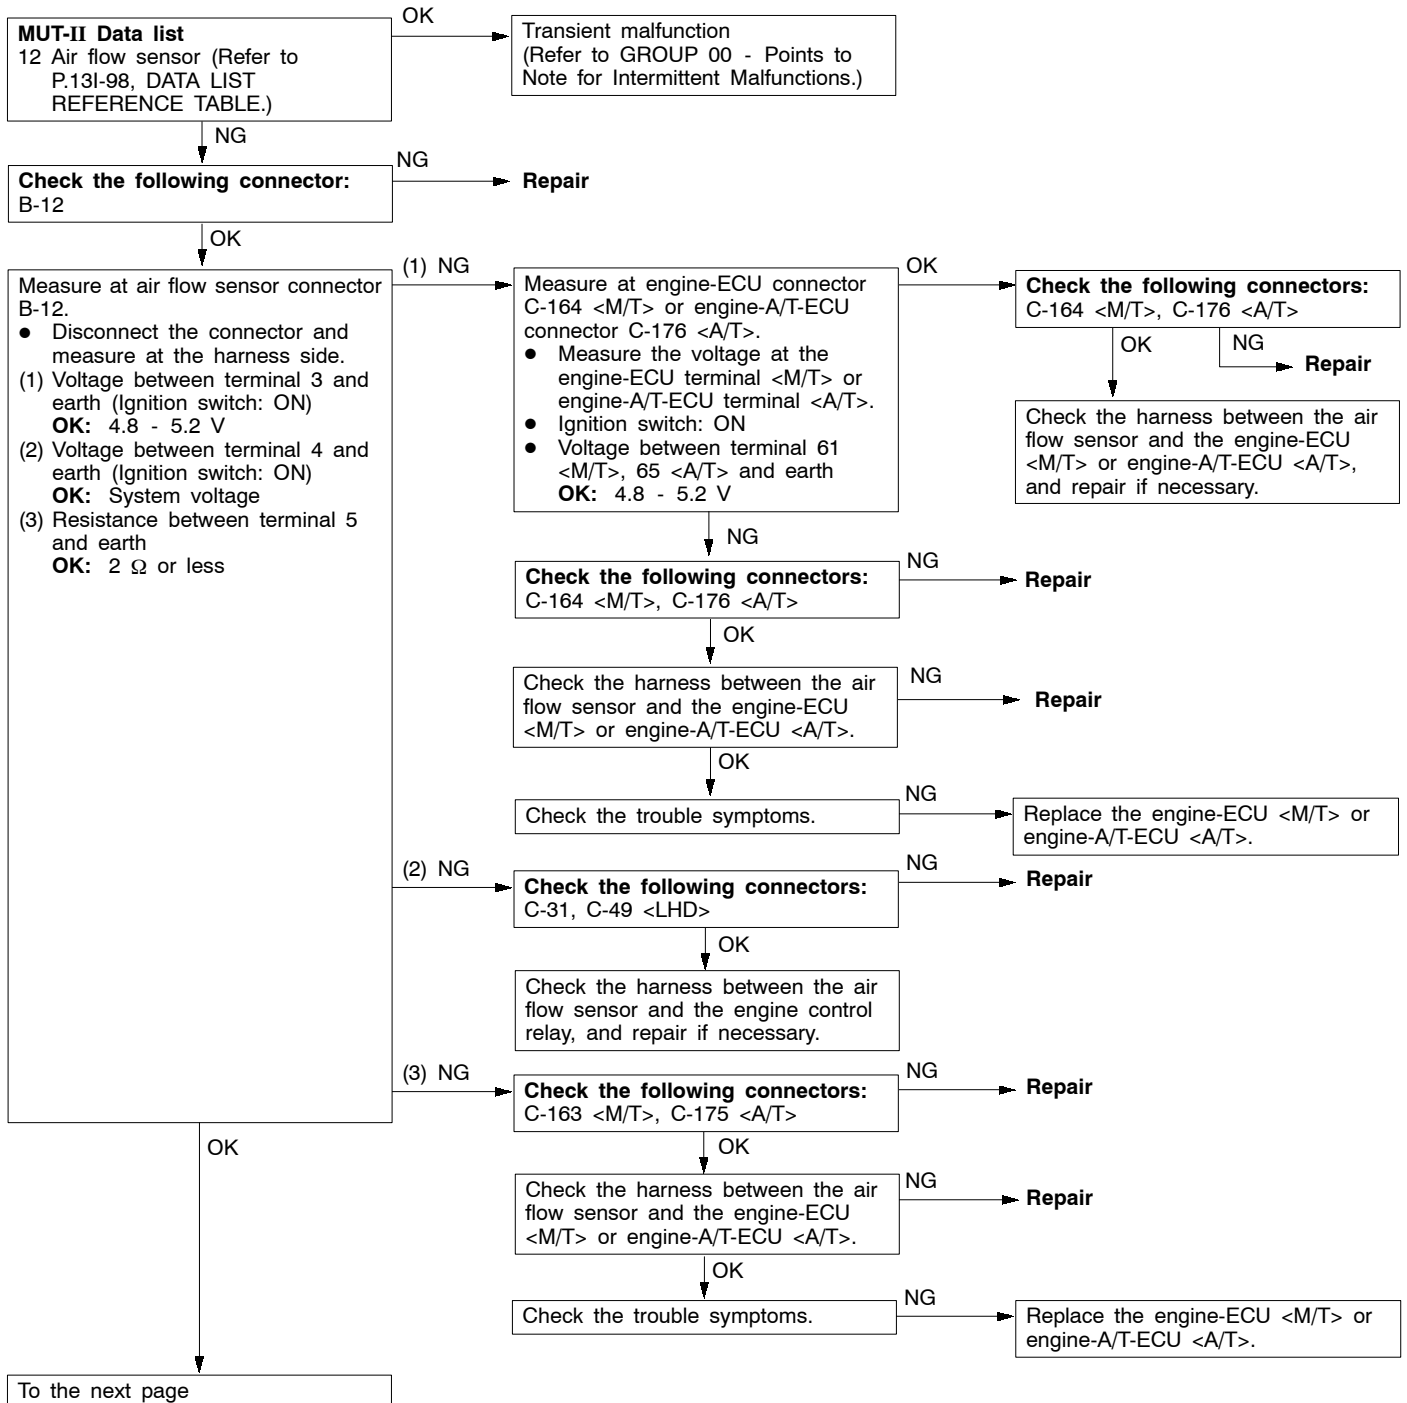 MUT-II Data list
12 Air flow sensor (Refer to
P.13I-98, DATA LIST
REFERENCE TABLE.)
OK
Transient malfunction
(Refer to GROUP 00 - Points to
Note for Intermittent Malfunctions.)
NG
Check the following connector:
B-12
NG
Repair
OK
Measure at air flow sensor connector
B-12.
● Disconnect the connector and
measure at the harness side.
(1) Voltage between terminal 3 and
earth (Ignition switch: ON)
OK: 4.8 - 5.2 V
(2) Voltage between terminal 4 and
earth (Ignition switch: ON)
OK: System voltage
(3) Resistance between terminal 5
and earth
OK: 2 Ω or less
(1) NG
Measure at engine-ECU connector
C-164 <M/T> or engine-A/T-ECU
connector C-176 <A/T>.
● Measure the voltage at the
engine-ECU terminal <M/T> or
engine-A/T-ECU terminal <A/T>.
● Ignition switch: ON
● Voltage between terminal 61
<M/T>, 65 <A/T> and earth
OK: 4.8 - 5.2 V
OK
Check the following connectors:
C-164 <M/T>, C-176 <A/T>
OK
NG
Repair
Check the harness between the air
flow sensor and the engine-ECU
<M/T> or engine-A/T-ECU <A/T>,
and repair if necessary.
NG
Check the following connectors:
C-164 <M/T>, C-176 <A/T>
NG
Repair
OK
Check the harness between the air
flow sensor and the engine-ECU
<M/T> or engine-A/T-ECU <A/T>.
NG
Repair
OK
Check the trouble symptoms.
NG
Replace the engine-ECU <M/T> or
engine-A/T-ECU <A/T>.
(2) NG
Check the following connectors:
C-31, C-49 <LHD>
NG
Repair
OK
Check the harness between the air
flow sensor and the engine control
relay, and repair if necessary.
(3) NG
Check the following connectors:
C-163 <M/T>, C-175 <A/T>
NG
Repair
OK
Check the harness between the air
flow sensor and the engine-ECU
<M/T> or engine-A/T-ECU <A/T>.
NG
Repair
OK
Check the trouble symptoms.
NG
Replace the engine-ECU <M/T> or
engine-A/T-ECU <A/T>.
OK
To the next page